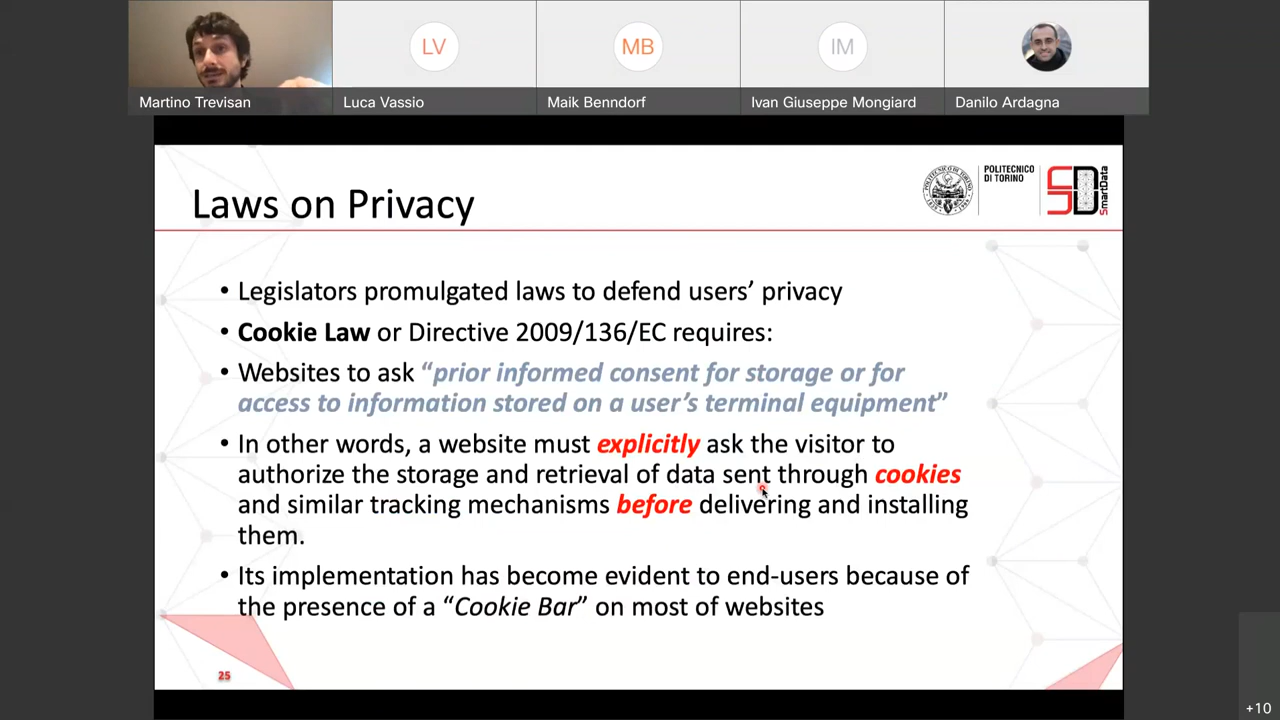 LV
MB
IM
Martino Trevisan
Luca Vassio
Maik Benndorf
Ivan Giuseppe Mongiard
Danilo Ardagna
Laws on Privacy
POLITECNICO
DI TORINO
SmartData
• Legislators promulgated laws to defend users’ privacy
• Cookie Law or Directive 2009/136/EC requires:
• Websites to ask “prior informed consent for storage or for
access to information stored on a user’s terminal equipment”
• In other words, a website must explicitly ask the visitor to
authorize the storage and retrieval of data sent through cookies
and similar tracking mechanisms before delivering and installing
them.
• Its implementation has become evident to end-users because of
the presence of a “Cookie Bar” on most of websites
25
+10